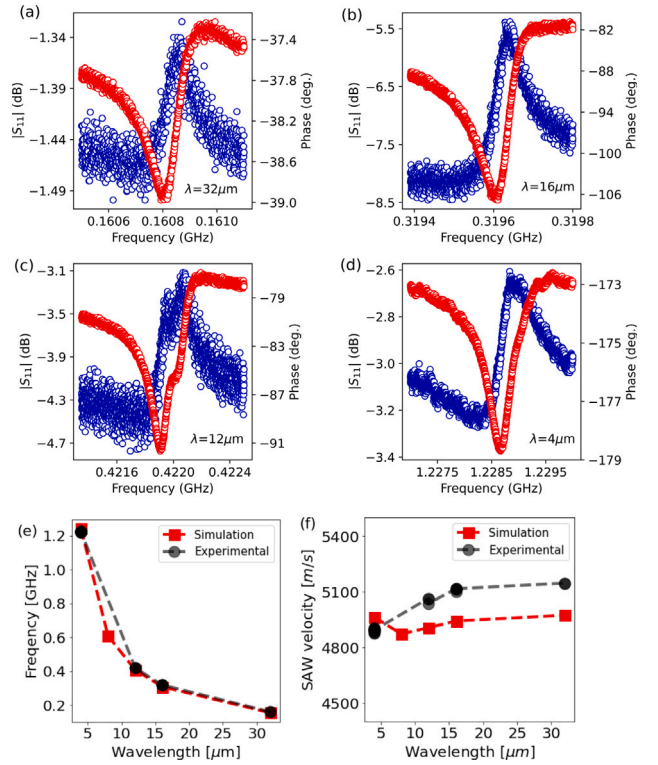 (a)
(b)
−1.34
−1.39
−1.44
−1.49
|S₁₁| (dB)
−37.4
−37.8
−38.2
−38.6
−39.0
Phase (deg.)
λ=32μm
0.1606
0.1608
0.1610
Frequency (GHz)
−5.5
−6.5
−7.5
−8.5
|S₁₁| (dB)
−82
−88
−94
−100
−106
Phase (deg.)
λ=16μm
0.3194
0.3196
0.3198
Frequency (GHz)
(c)
(d)
−3.1
−3.5
−3.9
−4.3
−4.7
|S₁₁| (dB)
−79
−83
−87
−91
Phase (deg.)
λ=12μm
0.4216
0.4220
0.4224
Frequency (GHz)
−2.6
−2.8
−3.0
−3.2
−3.4
|S₁₁| (dB)
−173
−175
−177
−179
Phase (deg.)
λ=4μm
1.2275
1.2285
1.2295
Frequency (GHz)
(e)
(f)
1.2
1.0
0.8
0.6
0.4
0.2
Freqency [GHz]
Simulation
Experimental
5
10
15
20
25
30
Wavelength [μm]
5400
5100
4800
4500
SAW velocity [m/s]
Simulation
Experimental
5
10
15
20
25
30
Wavelength [μm]